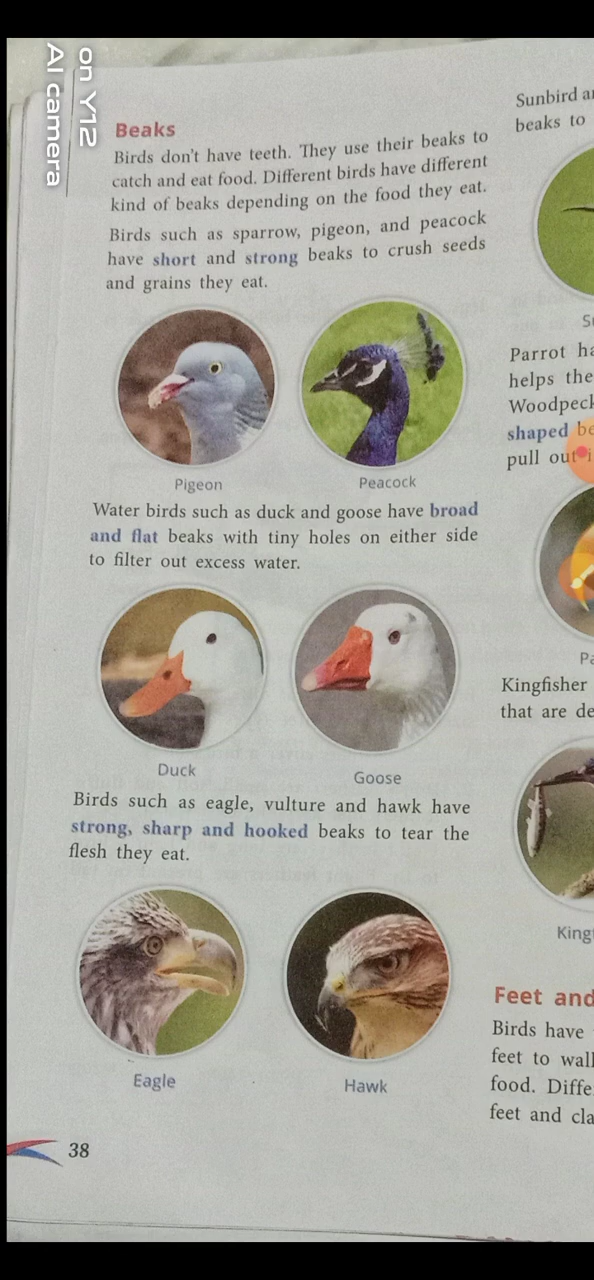 on Y12
AI camera
Beaks
Birds don't have teeth. They use their beaks to
catch and eat food. Different birds have different
kind of beaks depending on the food they eat.
Birds such as sparrow, pigeon, and peacock
have short and strong beaks to crush seeds
and grains they eat.
Pigeon
Peacock
Water birds such as duck and goose have broad
and flat beaks with tiny holes on either side
to filter out excess water.
Duck
Goose
Birds such as eagle, vulture and hawk have
strong, sharp and hooked beaks to tear the
flesh they eat.
Eagle
Hawk
38
Sunbird
beaks to
Parrot
helps
shaped
pull out
Kingfisher
that are
Feet and
Birds have
feet to
food.
feet and